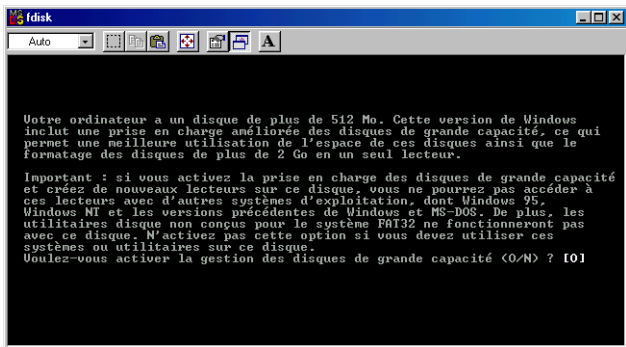 fdisk
Auto
A
Votre ordinateur a un disque de plus de 512 Mo. Cette version de Windows
inclut une prise en charge améliorée des disques de grande capacité, ce qui
permet une meilleure utilisation de l'espace de ces disques ainsi que le
formatage des disques de plus de 2 Go en un seul lecteur.
Important : si vous activez la prise en charge des disques de grande capacité
et créez de nouveaux lecteurs sur ce disque, vous ne pourrez pas accéder à
ces lecteurs avec d'autres systèmes d'exploitation, dont Windows 95,
Windows NT et les versions précédentes de Windows et MS-DOS. De plus, les
utilitaires disque non conçus pour le système FAT32 ne fonctionneront pas
avec ce disque. N'activez pas cette option si vous devez utiliser ces
systèmes ou utilitaires sur ce disque.
Voulez-vous activer la gestion des disques de grande capacité (O/N) ? [O]